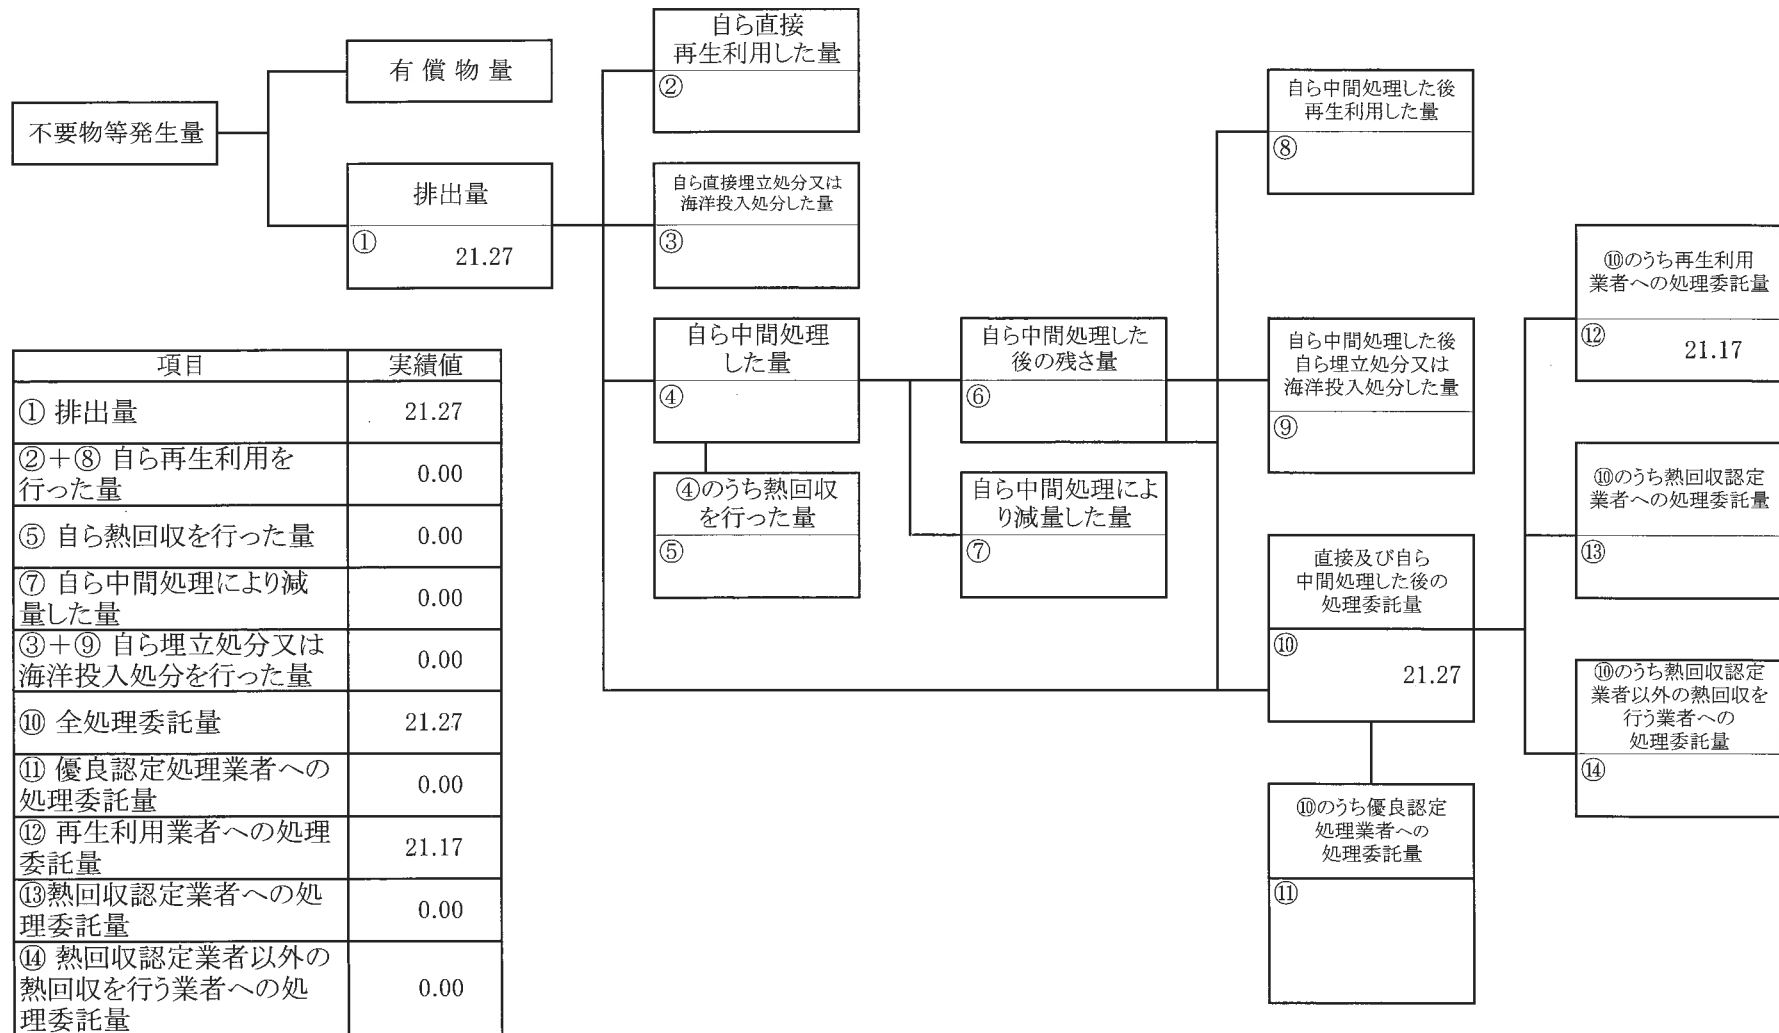 不要物等発生量
有償物量
排出量
①
21.27
自ら直接
再生利用した量
②
自ら直接埋立処分又は
海洋投入処分した量
③
自ら中間処理
した量
④
④のうち熱回収
を行った量
⑤
自ら中間処理した
後の残さ量
⑥
自ら中間処理によ
り減量した量
⑦
自ら中間処理した後
再生利用した量
⑧
自ら中間処理した後
自ら埋立処分又は
海洋投入処分した量
⑨
直接及び自ら
中間処理した後の
処理委託量
⑩
21.27
⑩のうち優良認定
処理業者への
処理委託量
⑪
⑩のうち再生利用
業者への処理委託量
⑫
21.17
⑩のうち熱回収認定
業者への処理委託量
⑬
⑩のうち熱回収認定
業者以外の熱回収を
行う業者への
処理委託量
⑭
項目 実績値
① 排出量 21.27
②+⑧ 自ら再生利用を
行った量 0.00
⑤ 自ら熱回収を行った量 0.00
⑦ 自ら中間処理により減
量した量 0.00
③+⑨ 自ら埋立処分又は
海洋投入処分を行った量 0.00
⑩ 全処理委託量 21.27
⑪ 優良認定処理業者への
処理委託量 0.00
⑫ 再生利用業者への処理
委託量 21.17
⑬熱回収認定業者への処
理委託量 0.00
⑭ 熱回収認定業者以外の
熱回収を行う業者への処
理委託量 0.00